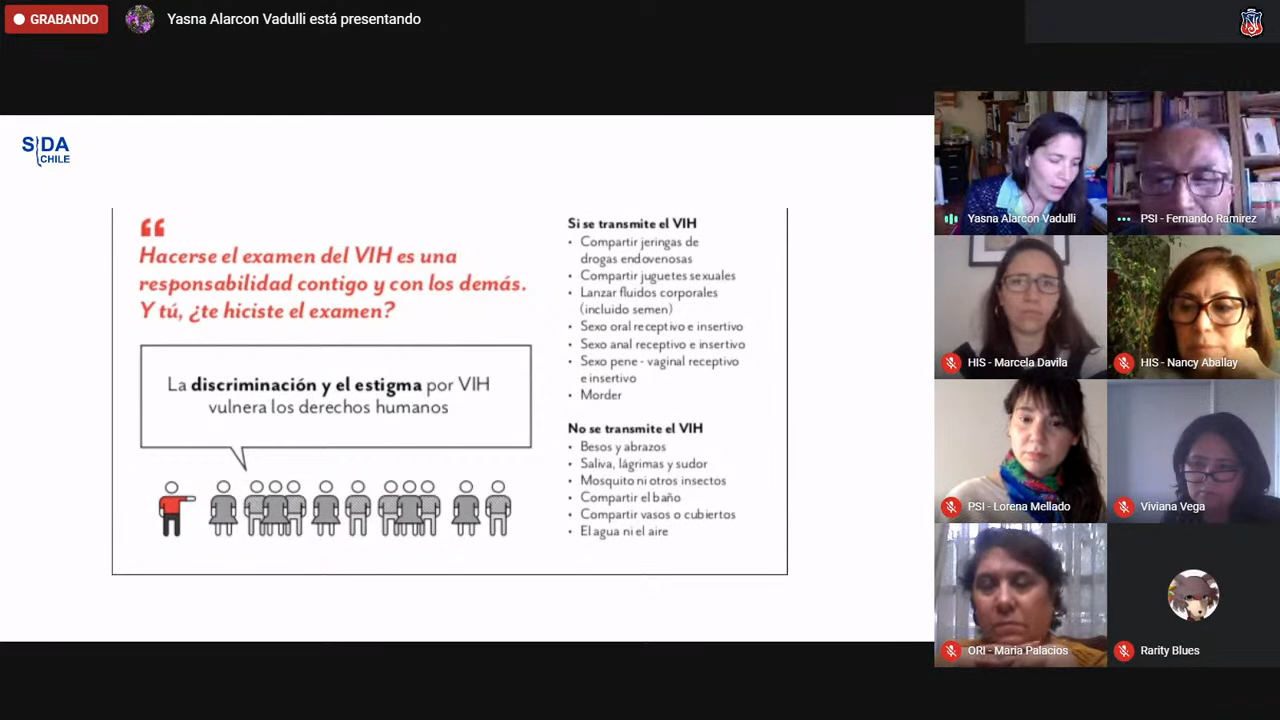 GRABANDO
Yasna Alarcon Vadulli está presentando
SIDA
CHILE
Hacerse el examen del VIH es una
responsabilidad contigo y con los demás.
Y tú, ¿te hiciste el examen?
La discriminación y el estigma por VIH
vulnera los derechos humanos
Si se transmite el VIH
• Compartir jeringas de
drogas endovenosas
• Compartir juguetes sexuales
• Lanzar fluidos corporales
(incluido semen)
• Sexo oral receptivo e insertivo
• Sexo anal receptivo e insertivo
• Sexo pene - vaginal receptivo
e insertivo
• Morder
No se transmite el VIH
• Besos y abrazos
• Saliva, lágrimas y sudor
• Mosquito ni otros insectos
• Compartir el baño
• Compartir vasos o cubiertos
• El agua ni el aire
Yasna Alarcon Vadulli
PSI - Fernando Ramirez
HIS - Marcela Davila
HIS - Nancy Aballay
PSI - Lorena Mellado
Viviana Vega
ORI - Maria Palacios
Rarity Blues